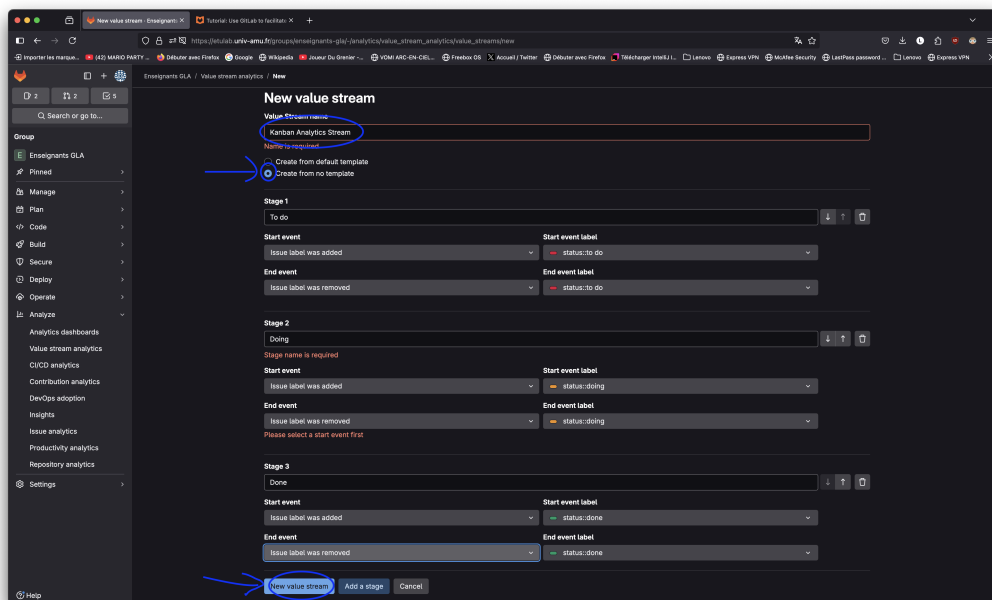 New value stream · Enseignants
Tutorial: Use GitLab to facilitat
https://etulab.univ-amu.fr/groups/enseignants-gla/-/analytics/value_stream_analytics/value_streams/new
Importer les marque... (42) MARIO PARTY ... Débuter avec Firefox Google Wikipedia Joueur Du Grenier -... VOMI ARC-EN-CIEL... Freebox OS Accueil / Twitter Débuter avec Firefox Télécharger IntelliJ I... Lenovo Express VPN McAfee Security LastPass password ... Lenovo Express VPN
Enseignants GLA / Value stream analytics / New
2 2 5
Search or go to...
Group
E Enseignants GLA
Pinned
Manage
Plan
Code
Build
Secure
Deploy
Operate
Analyze
Analytics dashboards
Value stream analytics
CI/CD analytics
Contribution analytics
DevOps adoption
Insights
Issue analytics
Productivity analytics
Repository analytics
Settings
Help
New value stream
Value Stream name
Kanban Analytics Stream
Name is required
Create from default template
Create from no template
Stage 1
To do
Start event Start event label
Issue label was added status::to do
End event End event label
Issue label was removed status::to do
Stage 2
Doing
Stage name is required
Start event Start event label
Issue label was added status::doing
End event End event label
Issue label was removed status::doing
Please select a start event first
Stage 3
Done
Start event Start event label
Issue label was added status::done
End event End event label
Issue label was removed status::done
New value stream Add a stage Cancel